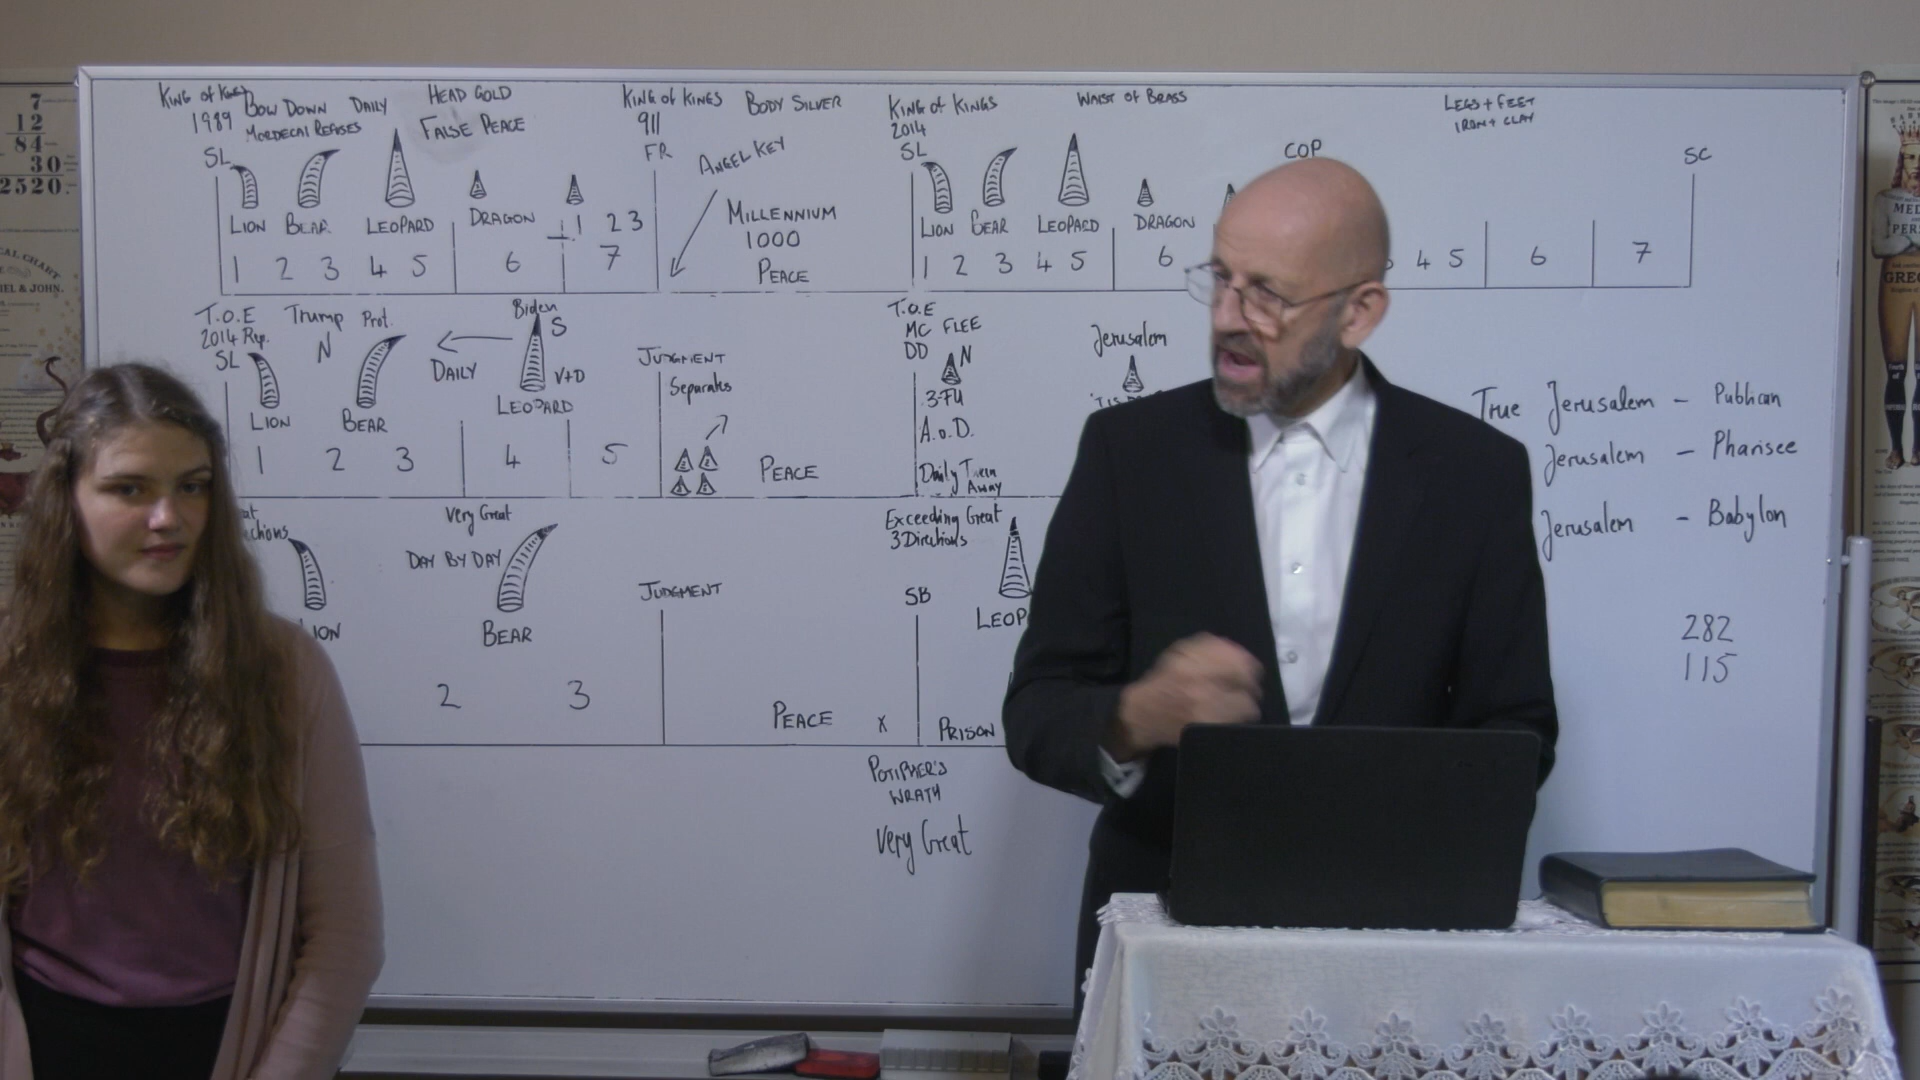 King of Kings
1989
SL
Bow Down
Mordecai Refuses
Daily
Head Gold
False Peace
King of Kings
911
FR
Angel Key
Body Silver
King of Kings
2014
SL
Waist of Brass
COP
Legs + Feet
Iron + Clay
SC
Lion Bear Leopard Dragon
1 2 3
1 2 3 4 5 6 7
Millennium
1000
Peace
Lion Bear Leopard Dragon
1 2 3 4 5 6
4 5 6 7
T.O.E
2014 Rep.
SL
Trump
N
Prot.
Daily
Biden
S
V+D
Lion Bear Leopard
1 2 3 4 5
Judgment
Separates
Peace
T.O.E
MC Flee
DD N
3FU
A.o.D.
Daily Taken
Away
Jerusalem
'Tis
True Jerusalem - Publican
Jerusalem - Pharisee
Jerusalem - Babylon
282
115
Very Great
Day by Day
Lion
Bear
2 3
Judgment
Peace x
Exceeding Great
3 Directions
SB
Leop
Prison
Potipher's
Wrath
Very Great
7
12
84
30
2520